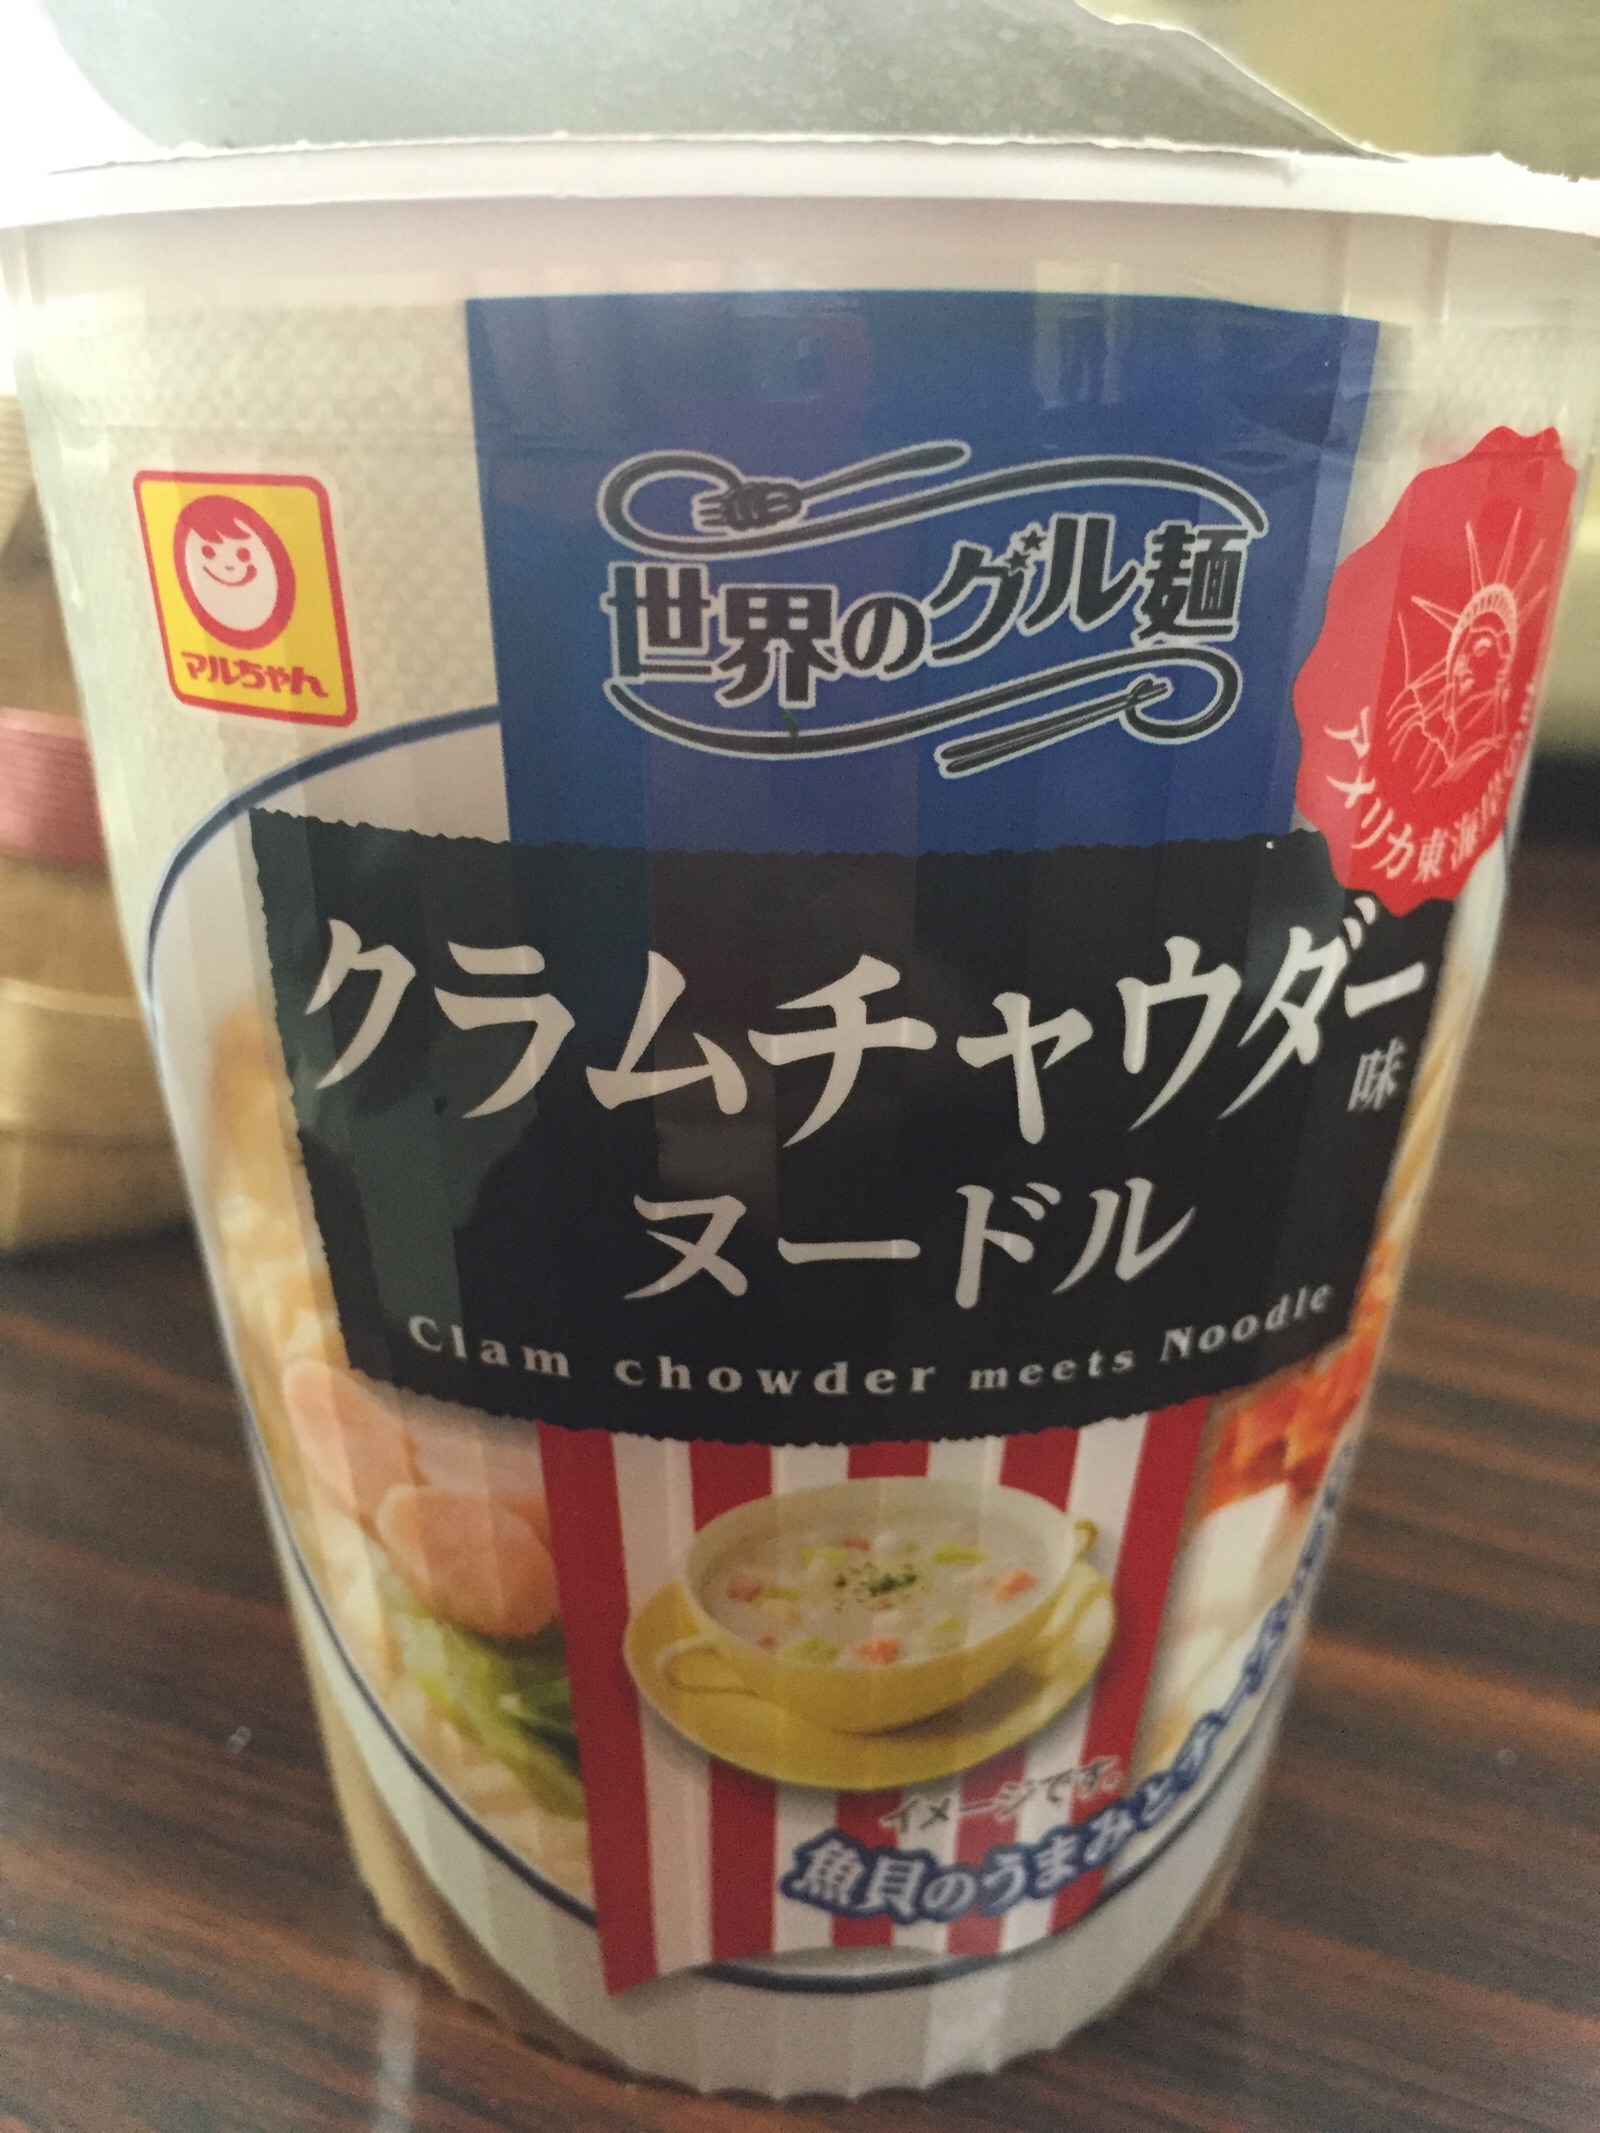 世界のグル麺
マルちゃん
アメリカ東海岸の
クラムチャウダー味
ヌードル
Clam chowder meets Noodle
イメージです。
魚貝のうまみと